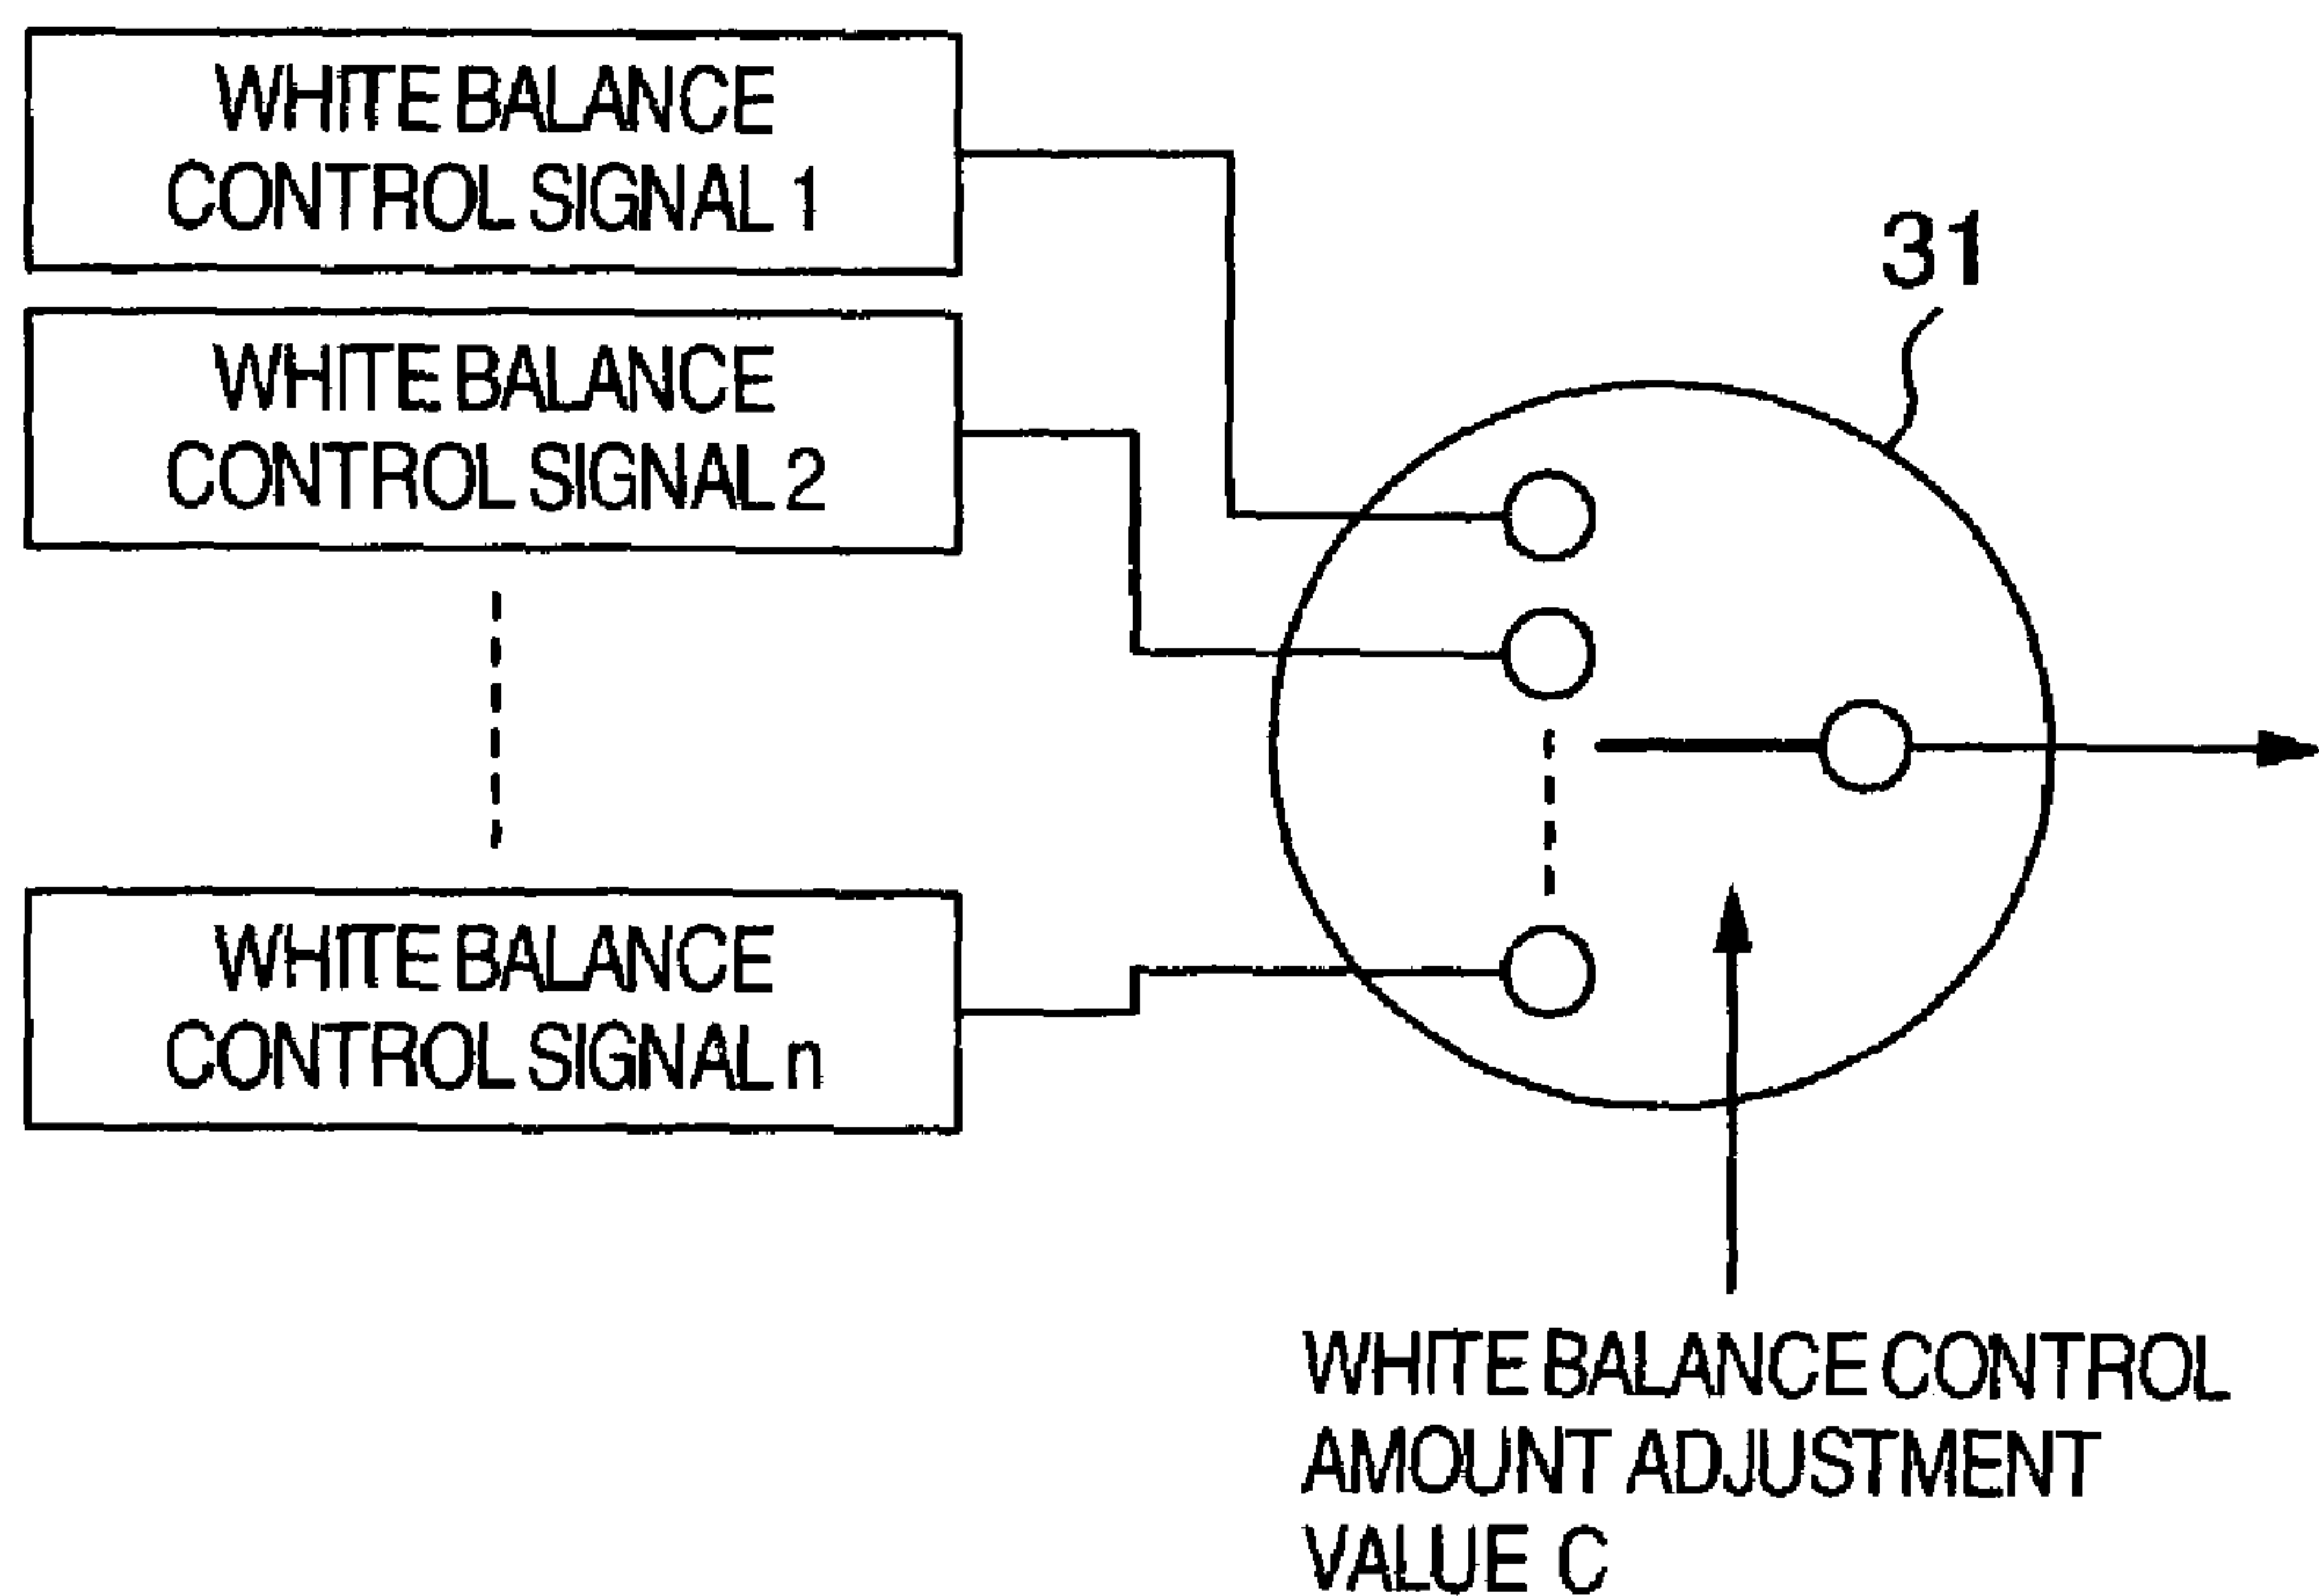 WHITE BALANCE
CONTROL SIGNAL 1
31
WHITE BALANCE
CONTROL SIGNAL 2
WHITE BALANCE
CONTROL SIGNAL n
WHITE BALANCE CONTROL
AMOUNT ADJUSTMENT
VALUE C